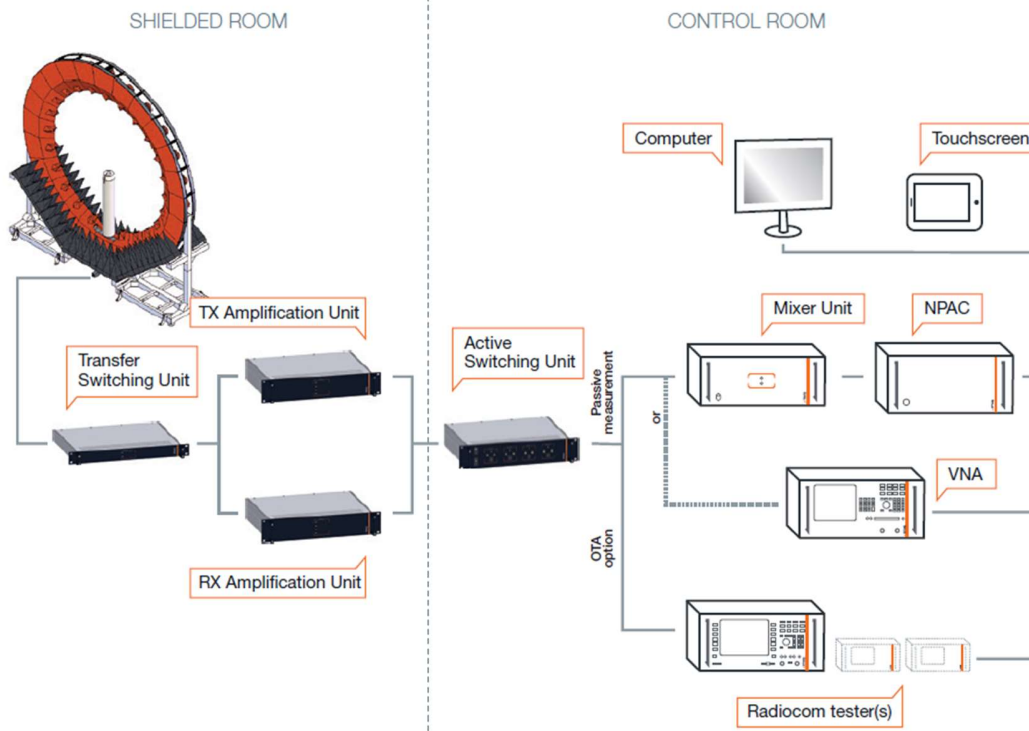 SHIELDED ROOM
CONTROL ROOM
Computer
Touchscreen
TX Amplification Unit
Mixer Unit
NPAC
Transfer
Switching Unit
Active
Switching Unit
Passive
measurement
or
VNA
OTA
option
RX Amplification Unit
Radiocom tester(s)